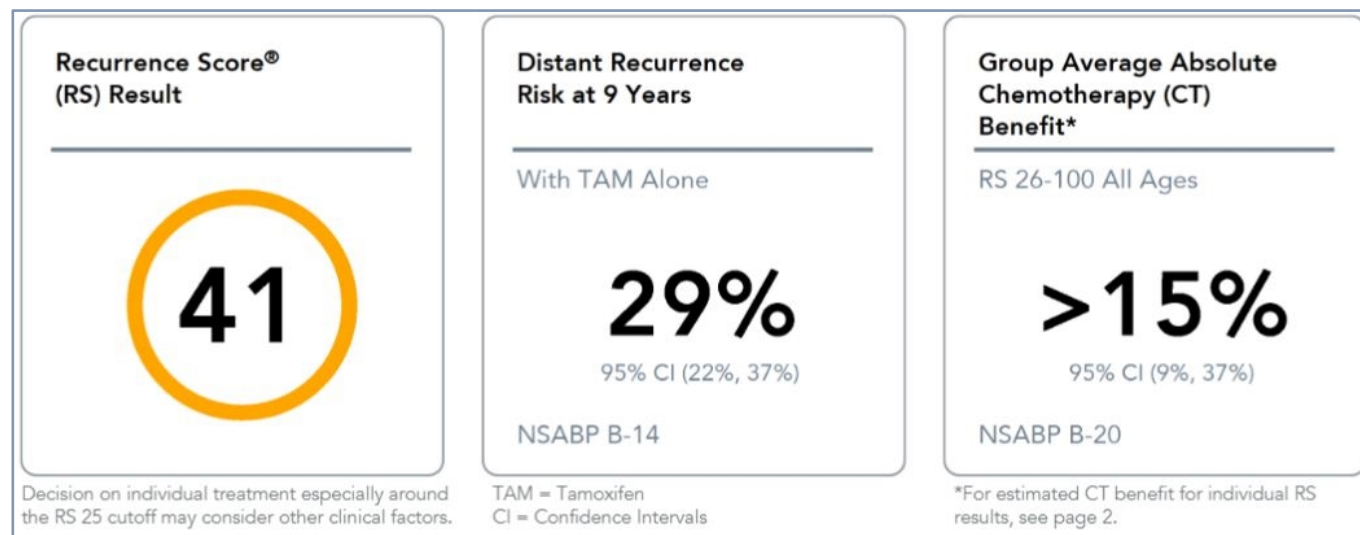 Recurrence Score®
(RS) Result
41
Decision on individual treatment especially around
the RS 25 cutoff may consider other clinical factors.
Distant Recurrence
Risk at 9 Years
With TAM Alone
29%
95% CI (22%, 37%)
NSABP B-14
TAM = Tamoxifen
CI = Confidence Intervals
Group Average Absolute
Chemotherapy (CT)
Benefit*
RS 26-100 All Ages
>15%
95% CI (9%, 37%)
NSABP B-20
*For estimated CT benefit for individual RS
results, see page 2.